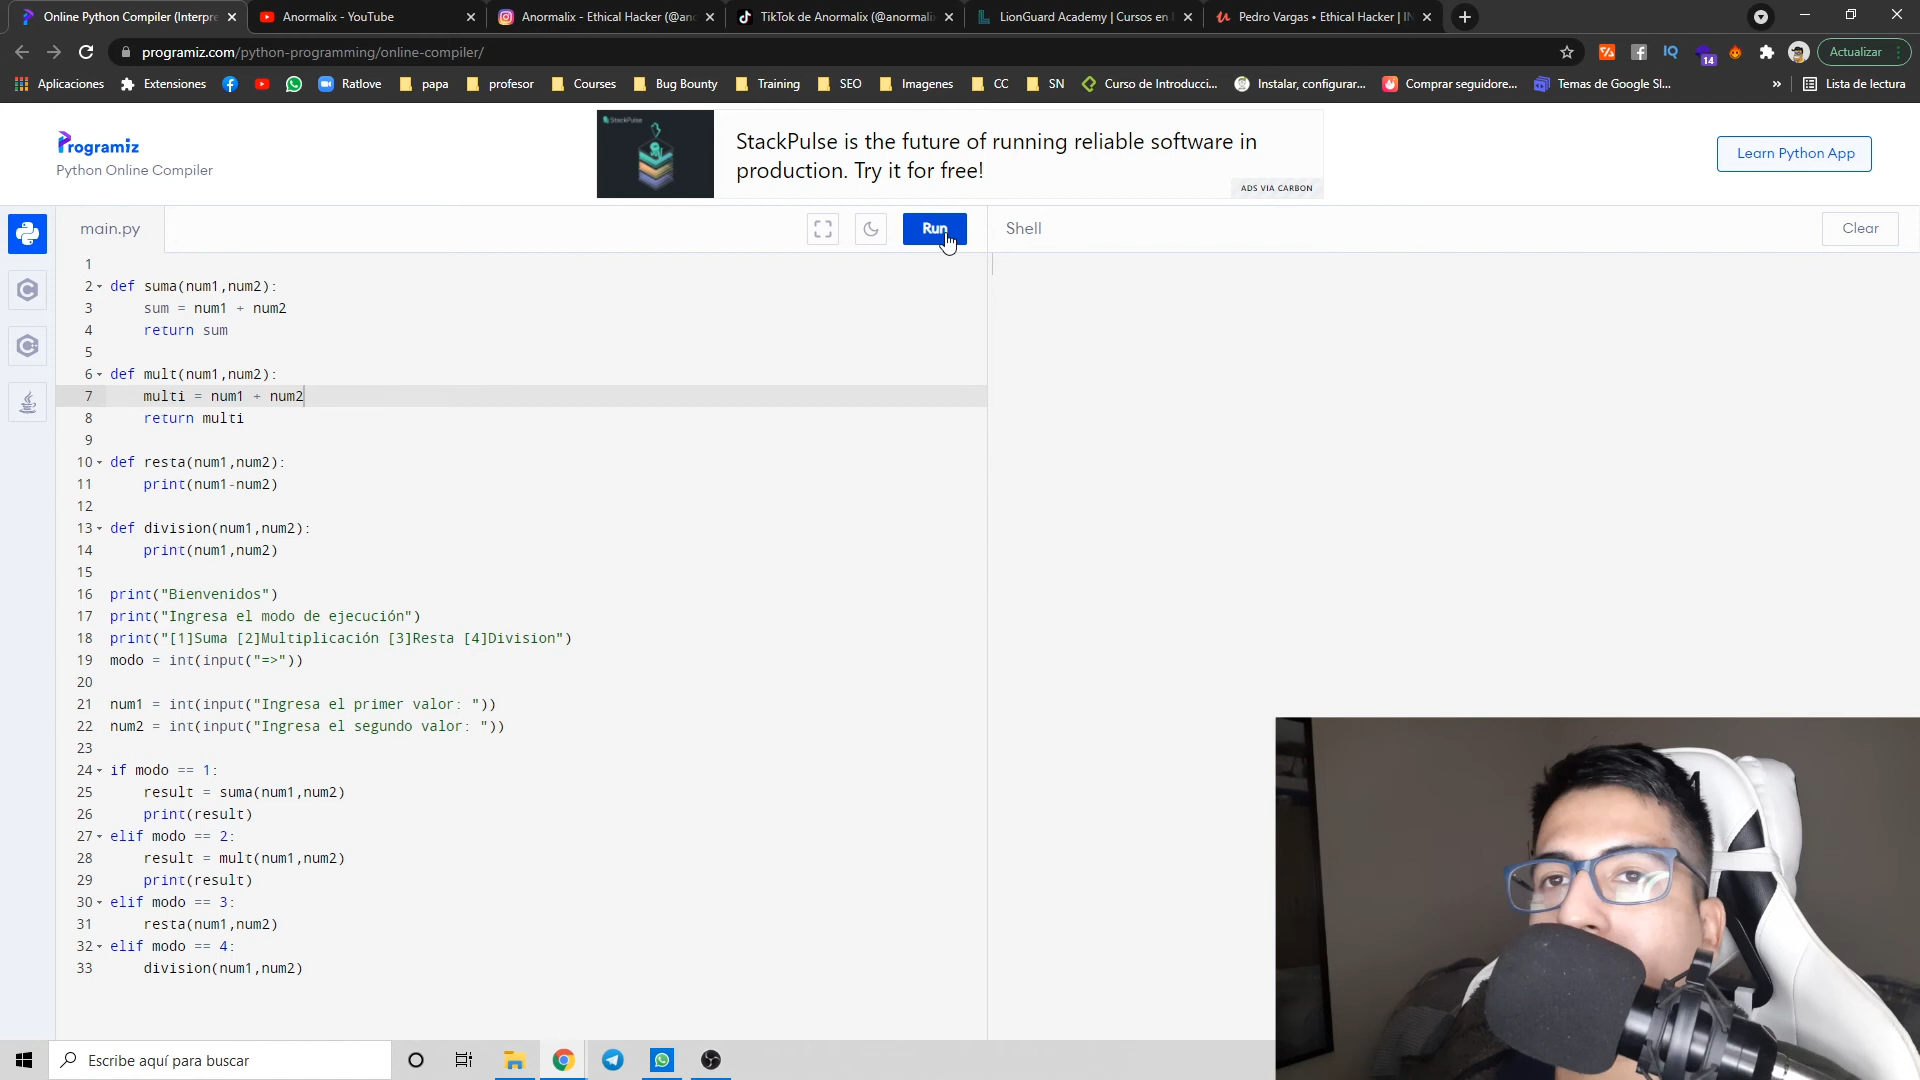 Online Python Compiler (Interpre
Anormalix - YouTube
Anormalix - Ethical Hacker (@anc
TikTok de Anormalix (@anormali
LionGuard Academy | Cursos en
Pedro Vargas • Ethical Hacker | IN
programiz.com/python-programming/online-compiler/
IQ
14
Actualizar
Aplicaciones
Extensiones
Ratlove
papa
profesor
Courses
Bug Bounty
Training
SEO
Imagenes
CC
SN
Curso de Introducci...
Instalar, configurar...
Comprar seguidore...
Temas de Google Sl...
»
Lista de lectura
Programiz
Python Online Compiler
StackPulse
StackPulse is the future of running reliable software in
production. Try it for free!
ADS VIA CARBON
Learn Python App
main.py
Run
Shell
Clear
1
2 def suma(num1,num2):
3 sum = num1 + num2
4 return sum
5
6 def mult(num1,num2):
7 multi = num1 + num2
8 return multi
9
10 def resta(num1,num2):
11 print(num1-num2)
12
13 def division(num1,num2):
14 print(num1,num2)
15
16 print("Bienvenidos")
17 print("Ingresa el modo de ejecución")
18 print("[1]Suma [2]Multiplicación [3]Resta [4]Division")
19 modo = int(input("=>"))
20
21 num1 = int(input("Ingresa el primer valor: "))
22 num2 = int(input("Ingresa el segundo valor: "))
23
24 if modo == 1:
25 result = suma(num1,num2)
26 print(result)
27 elif modo == 2:
28 result = mult(num1,num2)
29 print(result)
30 elif modo == 3:
31 resta(num1,num2)
32 elif modo == 4:
33 division(num1,num2)
Escribe aquí para buscar